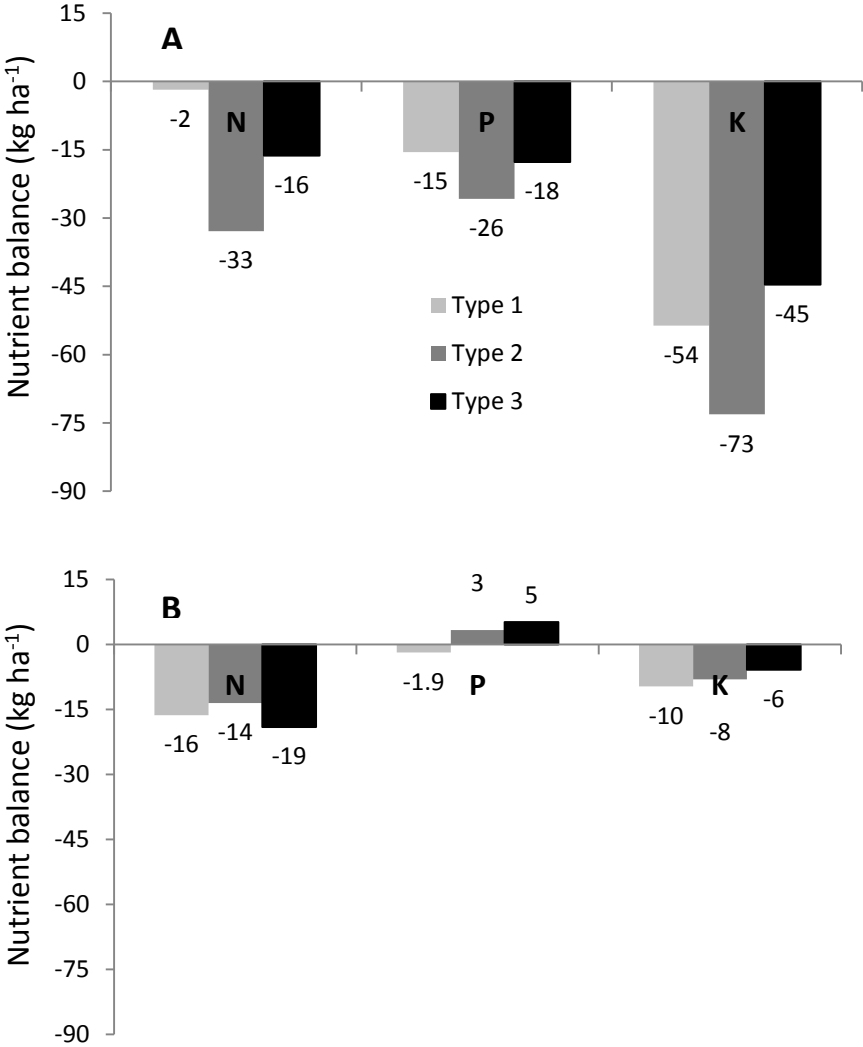 Nutrient balance (kg ha⁻¹)
15
0
-15
-30
-45
-60
-75
-90
A
N
P
K
-2
-33
-16
-15
-26
-18
-54
-73
-45
Type 1
Type 2
Type 3
Nutrient balance (kg ha⁻¹)
15
0
-15
-30
-45
-60
-75
-90
B
3
5
N
P
K
-16
-14
-19
-1.9
-10
-8
-6